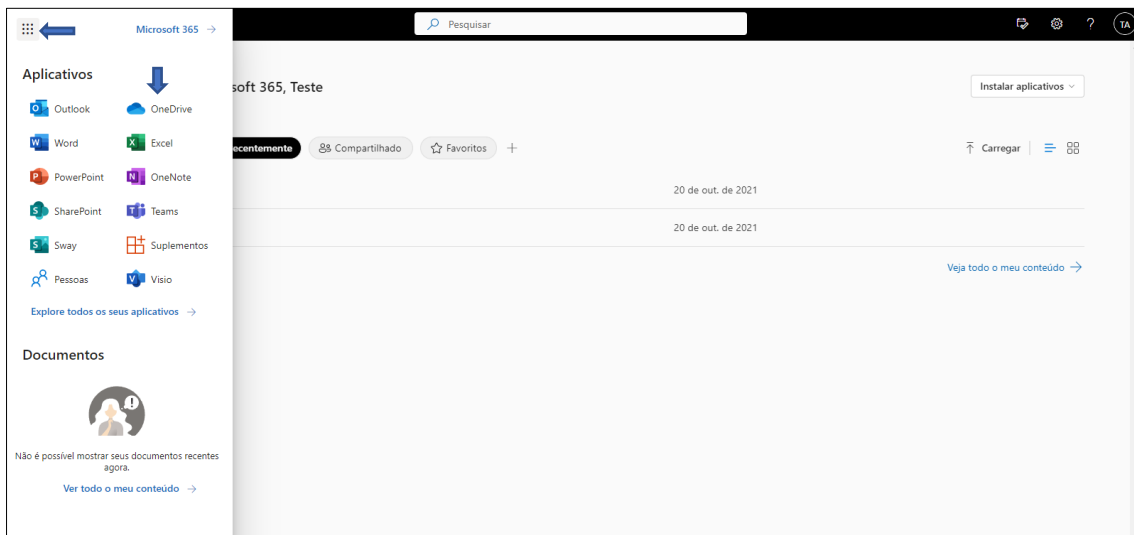 Microsoft 365 →
Pesquisar
?
TA
Aplicativos
Outlook
OneDrive
Word
Excel
PowerPoint
OneNote
SharePoint
Teams
Sway
Suplementos
Pessoas
Visio
Explore todos os seus aplicativos →
Documentos
Não é possível mostrar seus documentos recentes
agora.
Ver todo o meu conteúdo →
soft 365, Teste
Instalar aplicativos
ecentemente
Compartilhado
Favoritos
+
Carregar
20 de out. de 2021
20 de out. de 2021
Veja todo o meu conteúdo →